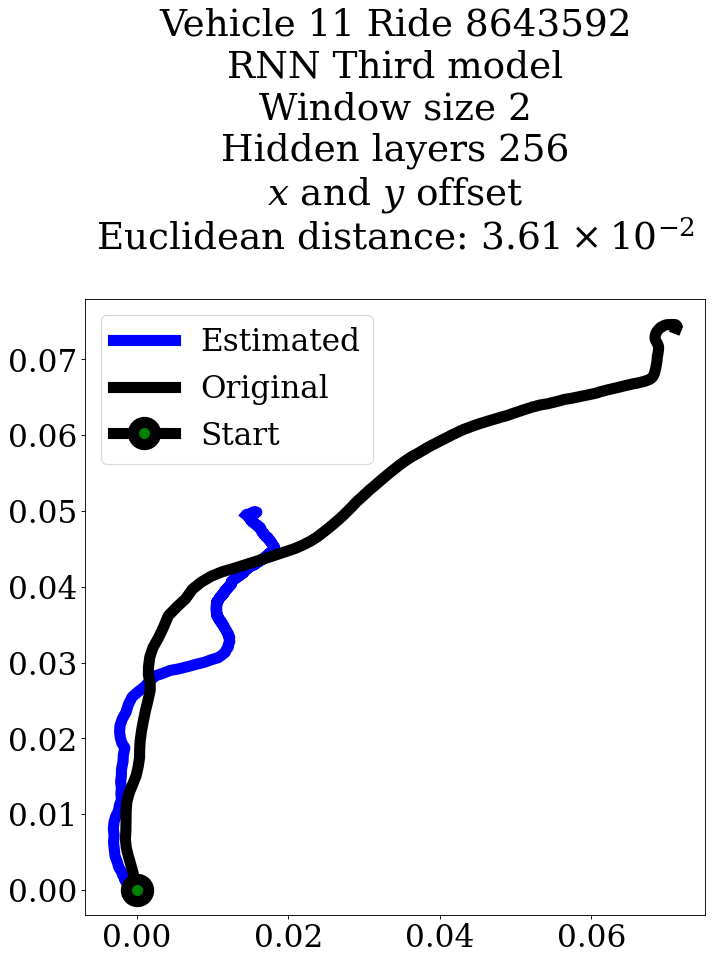 Vehicle 11 Ride 8643592
RNN Third model
Window size 2
Hidden layers 256
x and y offset
Euclidean distance: 3.61 × 10⁻²
Estimated
Original
Start
0.07
0.06
0.05
0.04
0.03
0.02
0.01
0.00
0.00 0.02 0.04 0.06